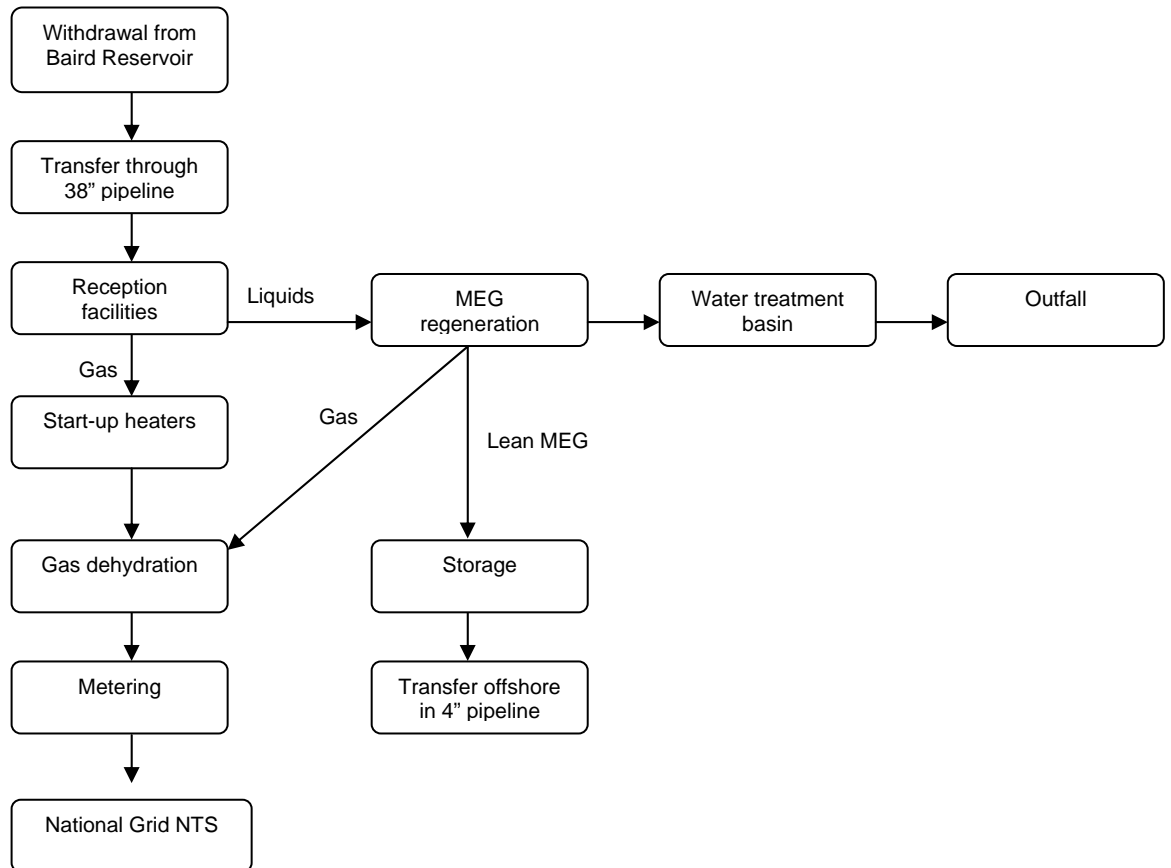 Withdrawal from
Baird Reservoir
Transfer through
38” pipeline
Reception
facilities
Liquids
MEG
regeneration
Water treatment
basin
Outfall
Gas
Start-up heaters
Gas
Lean MEG
Gas dehydration
Storage
Metering
Transfer offshore
in 4” pipeline
National Grid NTS